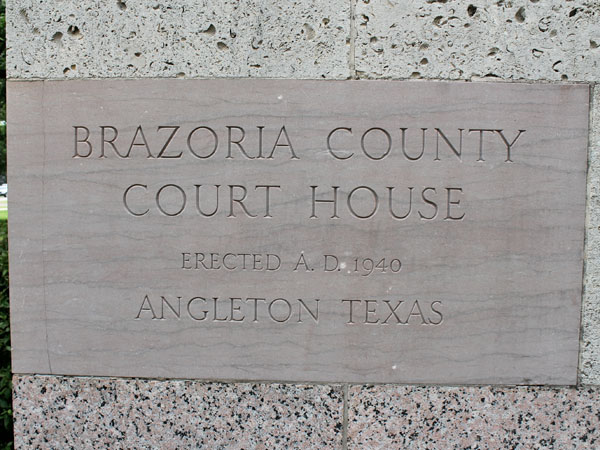 BRAZORIA COUNTY
COURT HOUSE
ERECTED A. D. 1940
ANGLETON TEXAS